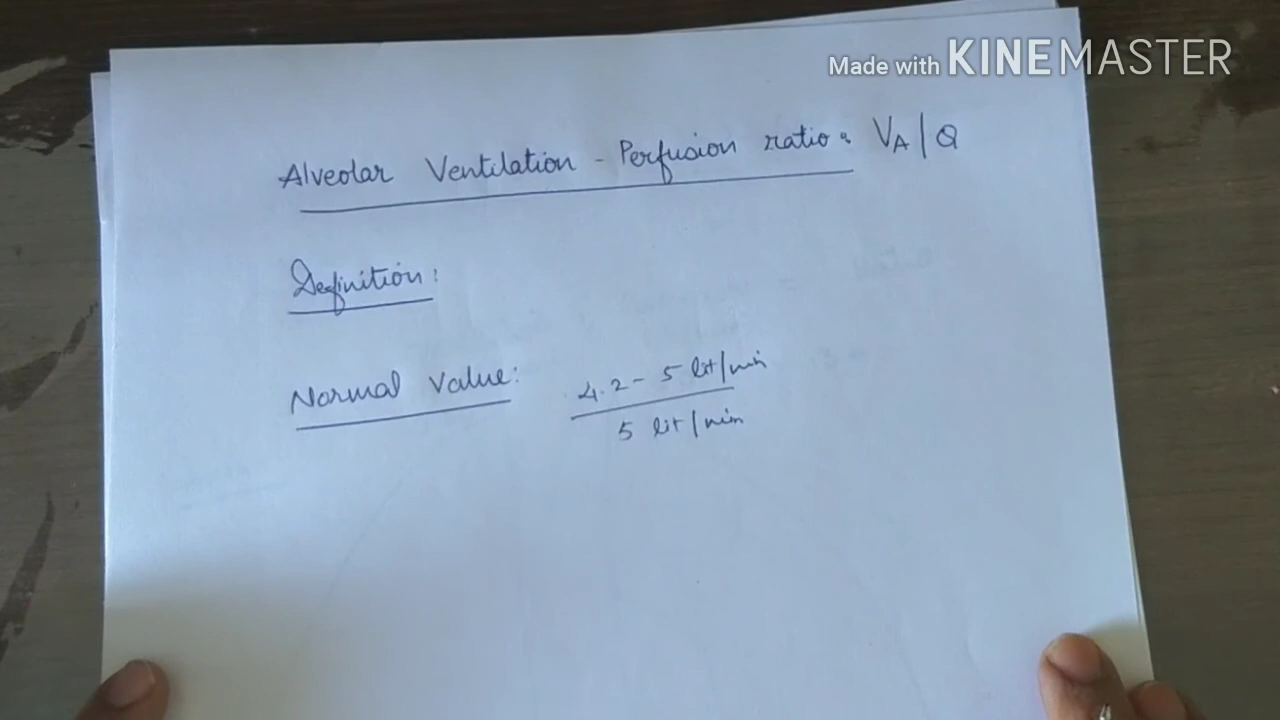 Made with KINEMASTER
Alveolar Ventilation - Perfusion ratio: VA/Q
Definition:
Normal Value: 4.2 - 5 lit/min
5 lit/min